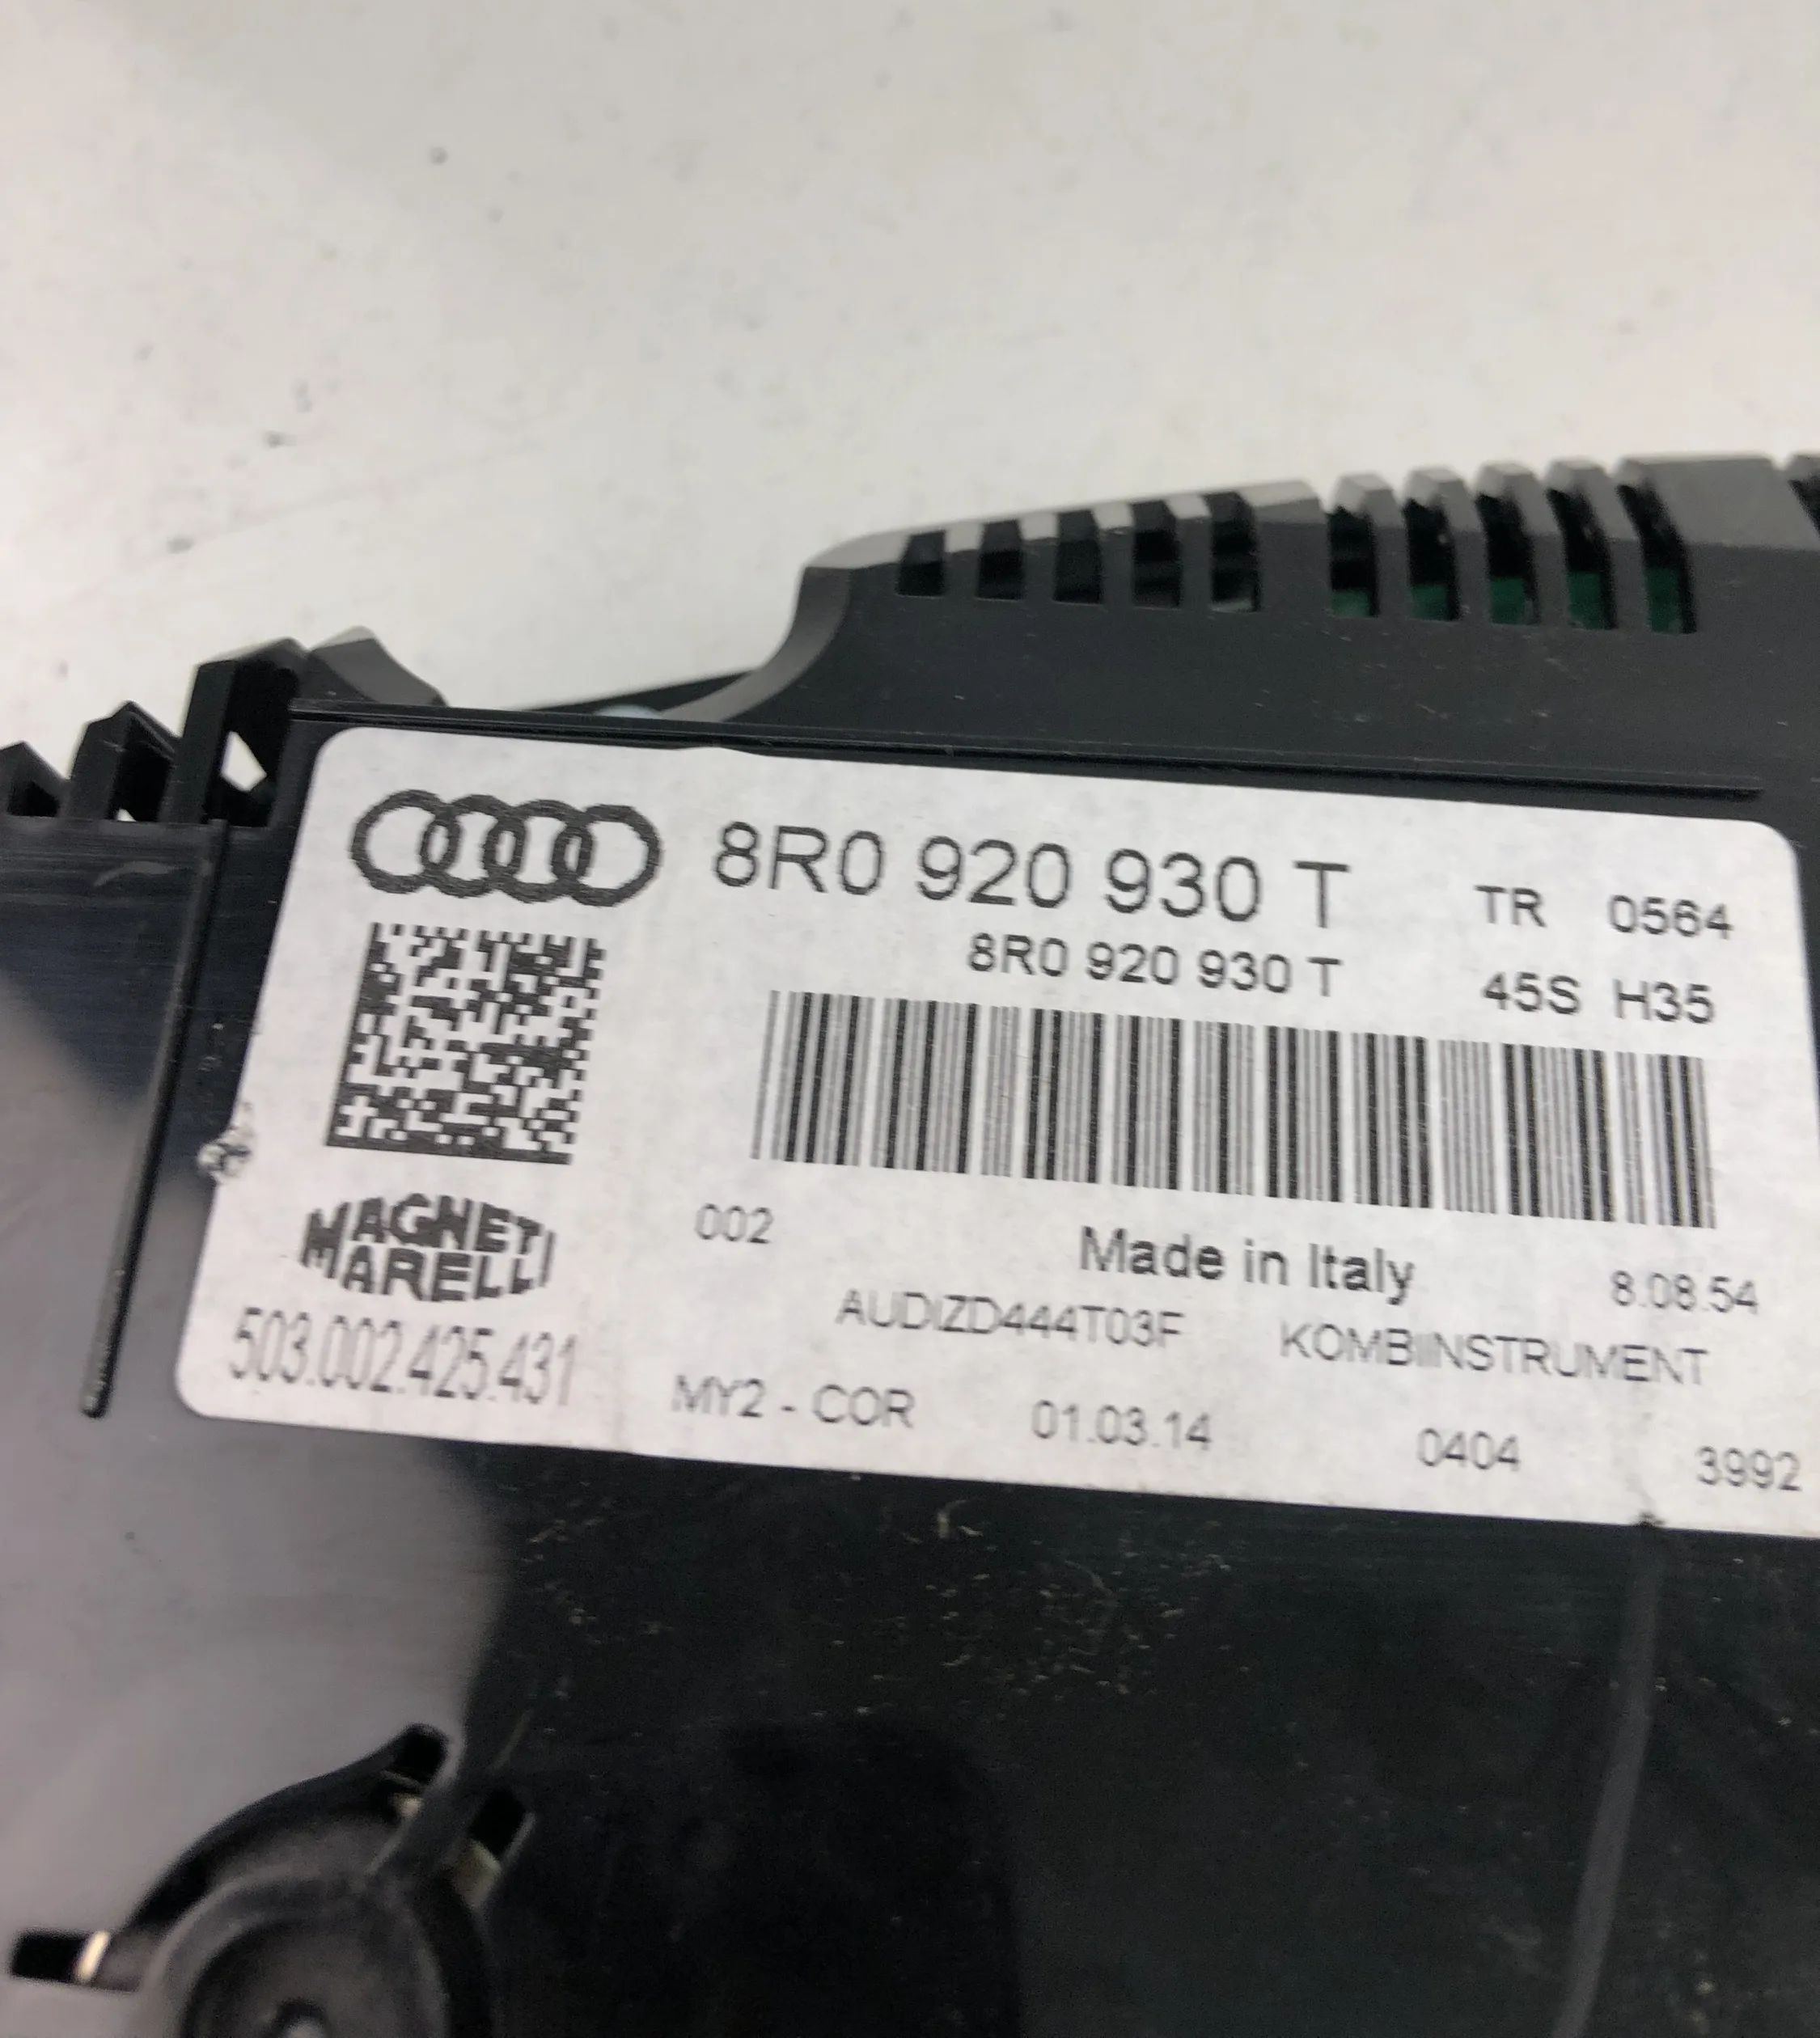 8R0 920 930 T TR 0564
8R0 920 930 T 45S H35
MAGNETI
MARELLI
503.002.425.431
002 Made in Italy 8.08.54
AUDIZD444T03F KOMBIINSTRUMENT
MY2 - COR 01.03.14 0404 3992